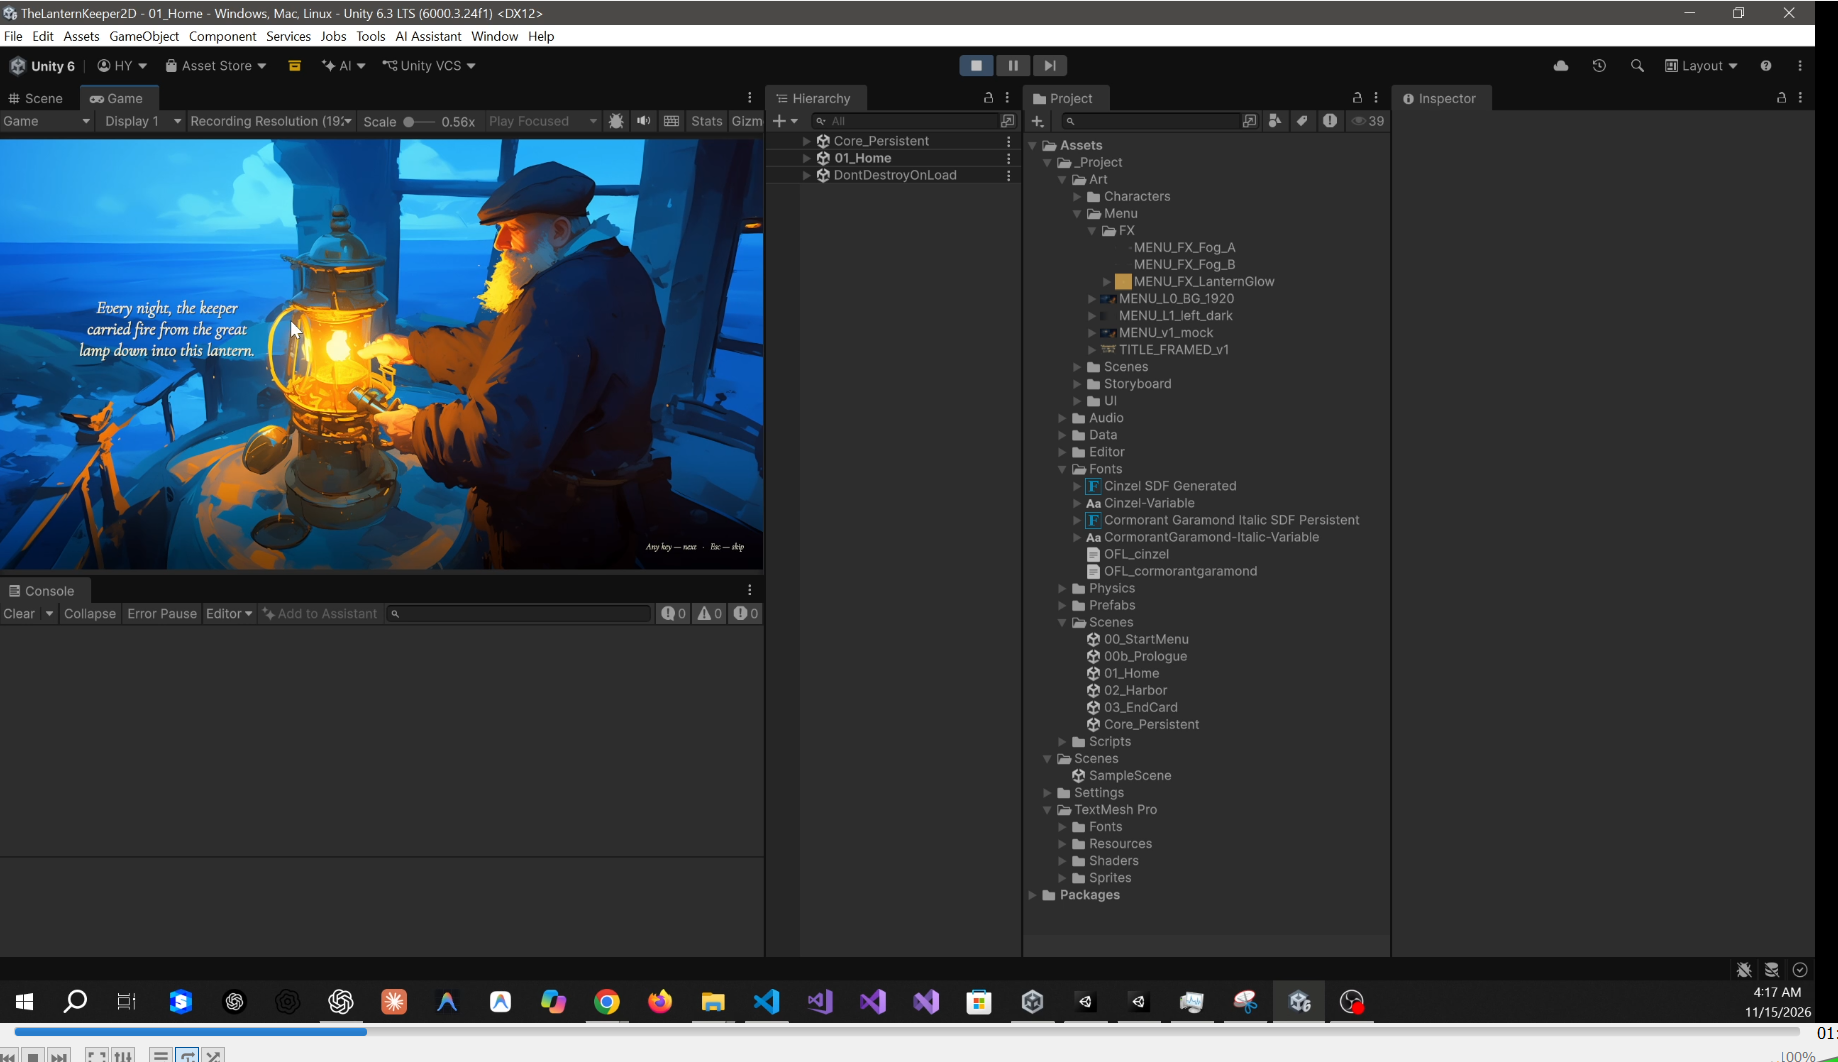 TheLanternKeeper2D - 01_Home - Windows, Mac, Linux - Unity 6.3 LTS (6000.3.24f1) <DX12>
File Edit Assets GameObject Component Services Jobs Tools AI Assistant Window Help
Unity 6 HY Asset Store AI Unity VCS Layout
Scene Game
Game Display 1 Recording Resolution (192 Scale 0.56x Play Focused Stats Gizm
Every night, the keeper
carried fire from the great
lamp down into this lantern.
Any key — next · Esc — skip
Console
Clear Collapse Error Pause Editor Add to Assistant 0 0 0
Hierarchy
All
Core_Persistent
01_Home
DontDestroyOnLoad
Project
39
Assets
_Project
Art
Characters
Menu
FX
MENU_FX_Fog_A
MENU_FX_Fog_B
MENU_FX_LanternGlow
MENU_L0_BG_1920
MENU_L1_left_dark
MENU_v1_mock
TITLE_FRAMED_v1
Scenes
Storyboard
UI
Audio
Data
Editor
Fonts
Cinzel SDF Generated
Cinzel-Variable
Cormorant Garamond Italic SDF Persistent
CormorantGaramond-Italic-Variable
OFL_cinzel
OFL_cormorantgaramond
Physics
Prefabs
Scenes
00_StartMenu
00b_Prologue
01_Home
02_Harbor
03_EndCard
Core_Persistent
Scripts
Scenes
SampleScene
Settings
TextMesh Pro
Fonts
Resources
Shaders
Sprites
Packages
Inspector
4:17 AM
11/15/2026
01:
100%